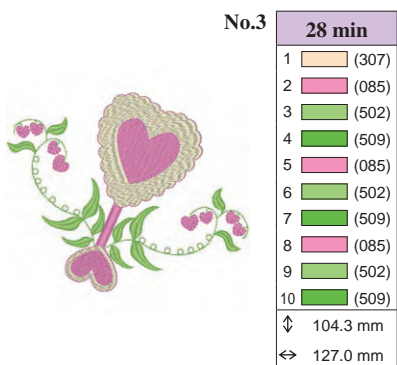 No.3
28 min
1 (307)
2 (085)
3 (502)
4 (509)
5 (085)
6 (502)
7 (509)
8 (085)
9 (502)
10 (509)
↕ 104.3 mm
↔ 127.0 mm